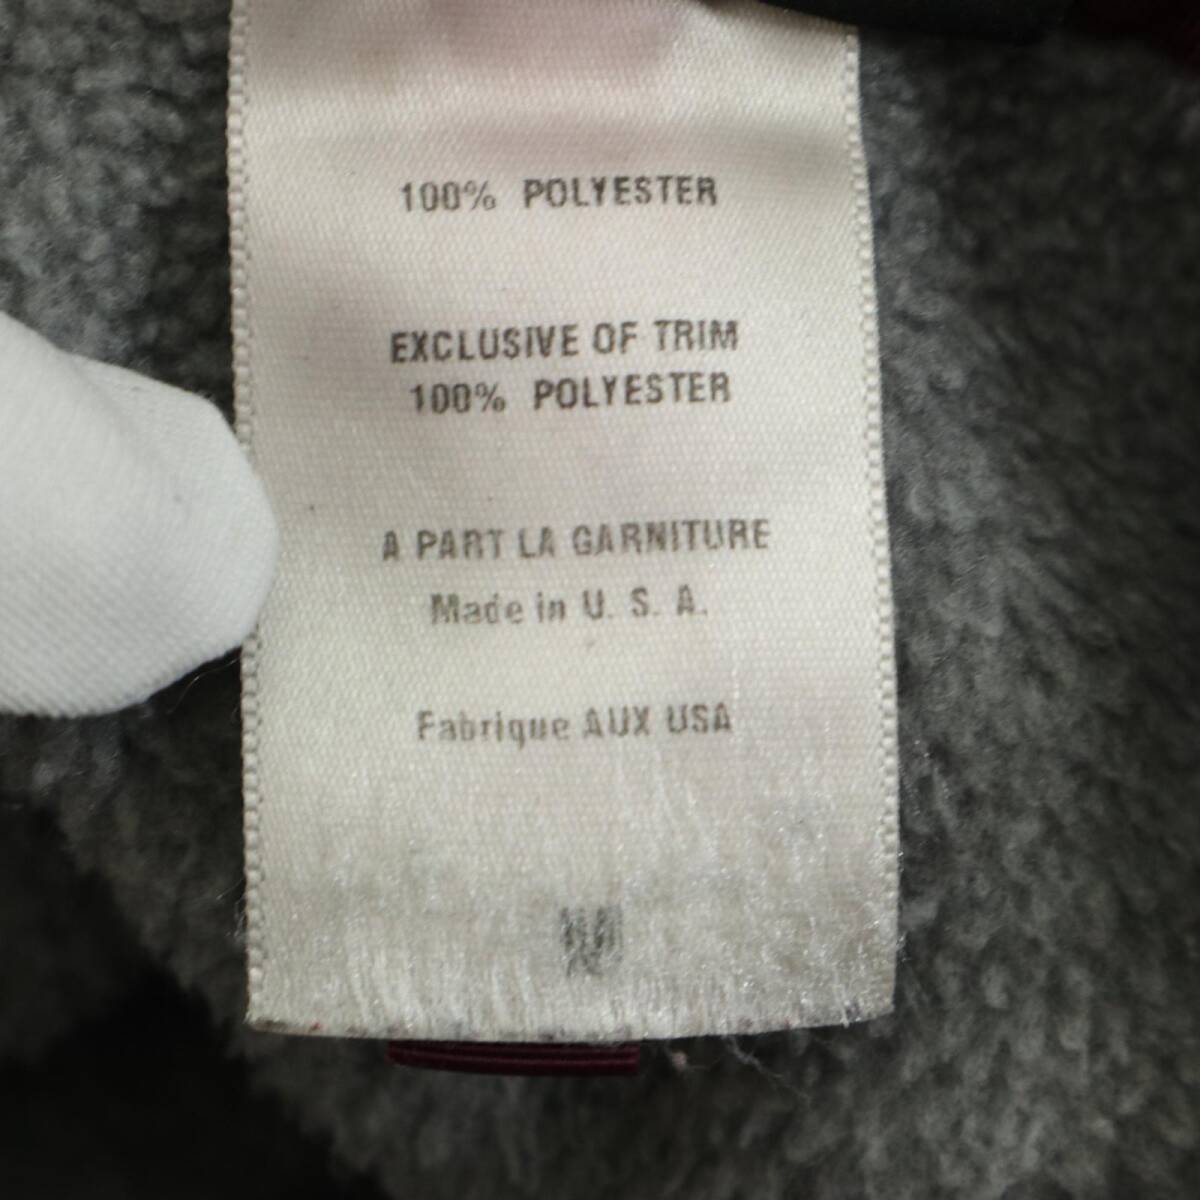 100% POLYESTER
EXCLUSIVE OF TRIM
100% POLYESTER
A PART LA GARNITURE
Made in U. S. A.
Fabrique AUX USA